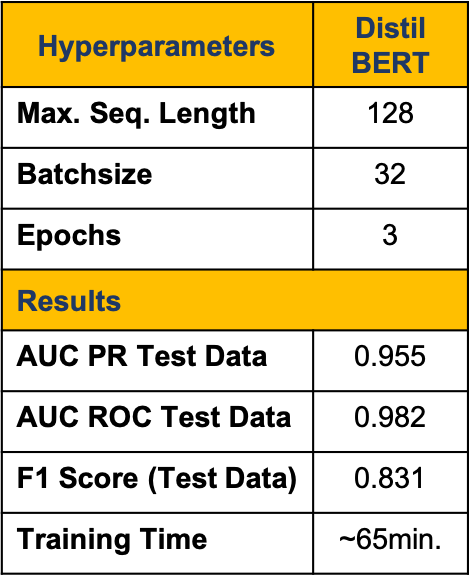 Hyperparameters
Distil
BERT
Max. Seq. Length 128
Batchsize 32
Epochs 3
Results
AUC PR Test Data 0.955
AUC ROC Test Data 0.982
F1 Score (Test Data) 0.831
Training Time ~65min.